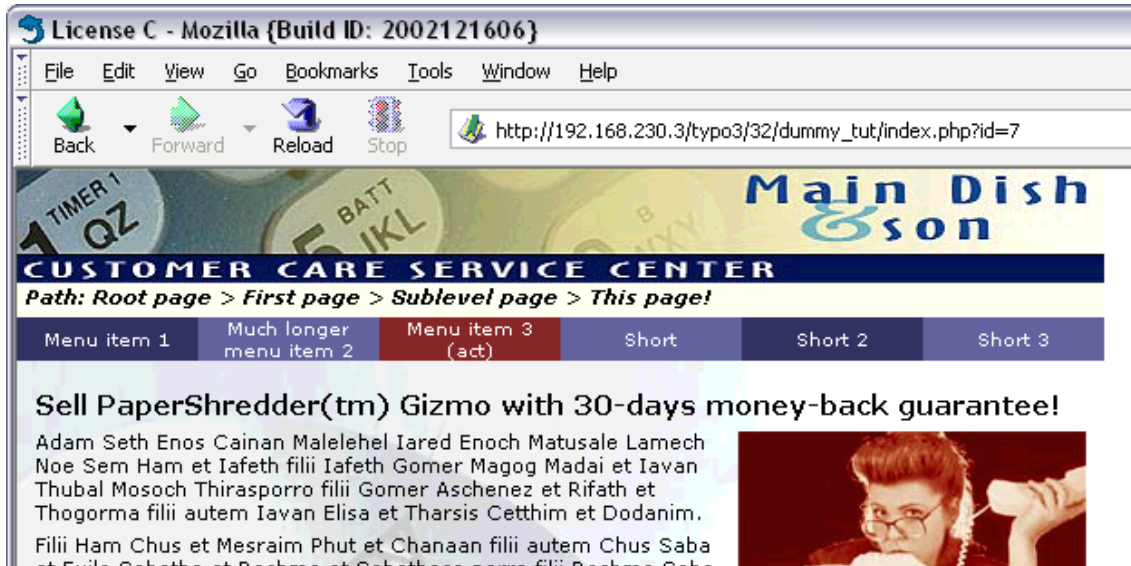 License C - Mozilla {Build ID: 2002121606}
File Edit View Go Bookmarks Tools Window Help
Back Forward Reload Stop http://192.168.230.3/typo3/32/dummy_tut/index.php?id=7
TIMER 1 QZ BATT 5 JKL 9 WXY
Main Dish
& son
CUSTOMER CARE SERVICE CENTER
Path: Root page > First page > Sublevel page > This page!
Menu item 1 Much longer menu item 2 Menu item 3 (act) Short Short 2 Short 3
Sell PaperShredder(tm) Gizmo with 30-days money-back guarantee!
Adam Seth Enos Cainan Malelehel Iared Enoch Matusale Lamech
Noe Sem Ham et Iafeth filii Iafeth Gomer Magog Madai et Iavan
Thubal Mosoch Thirasporro filii Gomer Aschenez et Rifath et
Thogorma filii autem Iavan Elisa et Tharsis Cetthim et Dodanim.
Filii Ham Chus et Mesraim Phut et Chanaan filii autem Chus Saba